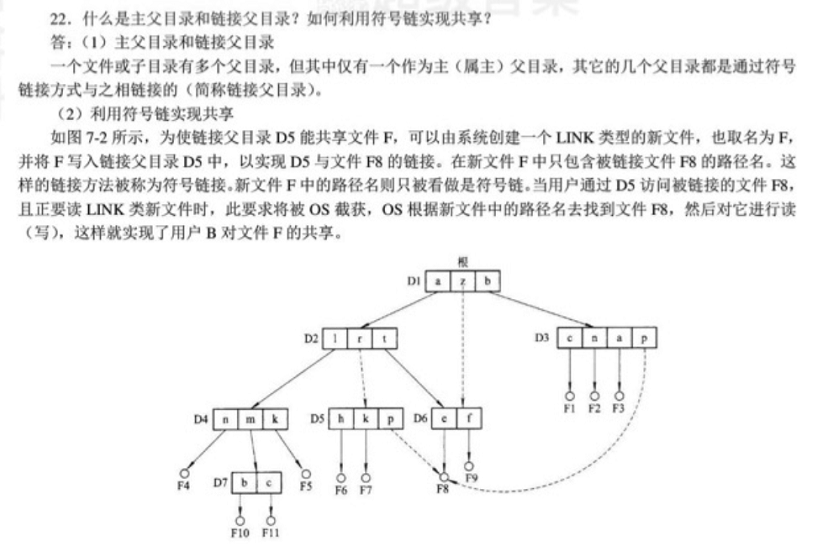 22．什么是主父目录和链接父目录？如何利用符号链实现共享？
答：（1）主父目录和链接父目录
一个文件或子目录有多个父目录，但其中仅有一个作为主（属主）父目录，其它的几个父目录都是通过符号
链接方式与之相链接的（简称链接父目录）。
（2）利用符号链实现共享
如图 7-2 所示，为使链接父目录 D5 能共享文件 F，可以由系统创建一个 LINK 类型的新文件，也取名为 F，
并将 F 写入链接父目录 D5 中，以实现 D5 与文件 F8 的链接。在新文件 F 中只包含被链接文件 F8 的路径名。这
样的链接方法被称为符号链接。新文件 F 中的路径名则只被看做是符号链。当用户通过 D5 访问被链接的文件 F8，
且正要读 LINK 类新文件时，此要求将被 OS 截获，OS 根据新文件中的路径名去找到文件 F8，然后对它进行读
（写），这样就实现了用户 B 对文件 F 的共享。
根
D1 a z b
D2 l r t
D3 c n a p
F1 F2 F3
D4 n m k
D5 h k p
D6 e f
F4
D7 b c
F5
F6 F7
F8
F9
F10 F11